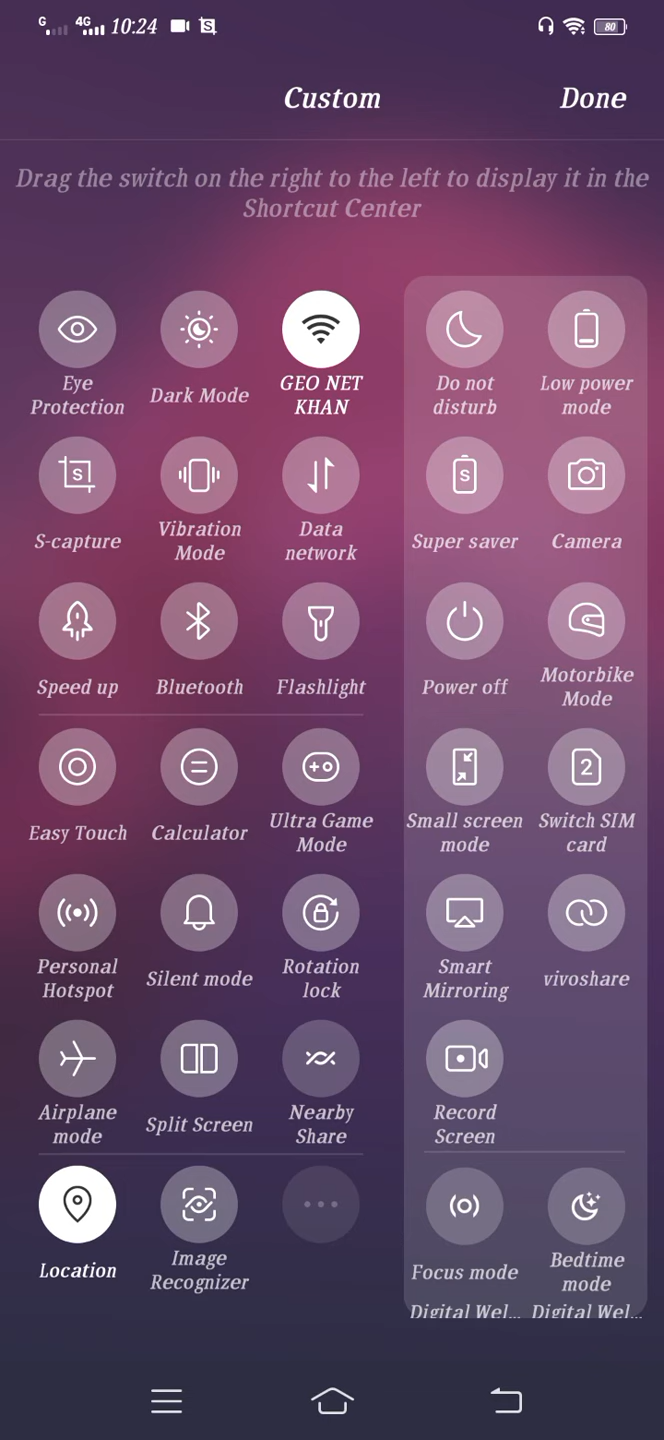 G 4G 10:24 S 80
Custom Done
Drag the switch on the right to the left to display it in the
Shortcut Center
Eye
Protection
Dark Mode
GEO NET
KHAN
Do not
disturb
Low power
mode
S
S-capture
Vibration
Mode
Data
network
S
Super saver
Camera
Speed up
Bluetooth
Flashlight
Power off
Motorbike
Mode
Easy Touch
Calculator
Ultra Game
Mode
Small screen
mode
2
Switch SIM
card
Personal
Hotspot
Silent mode
Rotation
lock
Smart
Mirroring
vivoshare
Airplane
mode
Split Screen
Nearby
Share
Record
Screen
Location
Image
Recognizer
Focus mode
Digital Wel...
Bedtime
mode
Digital Wel...